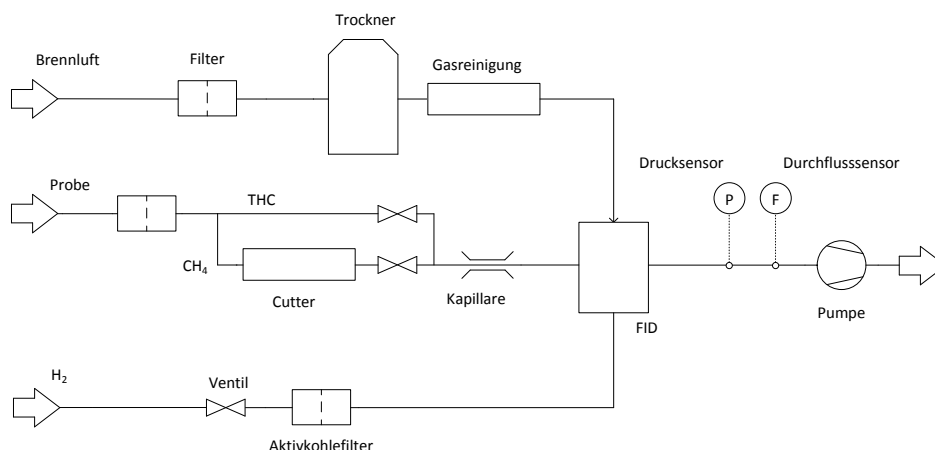 Trockner
Brennluft
Filter
Gasreinigung
Probe
THC
Drucksensor
Durchflusssensor
P
F
CH₄
Cutter
Kapillare
FID
Pumpe
H₂
Ventil
Aktivkohlefilter